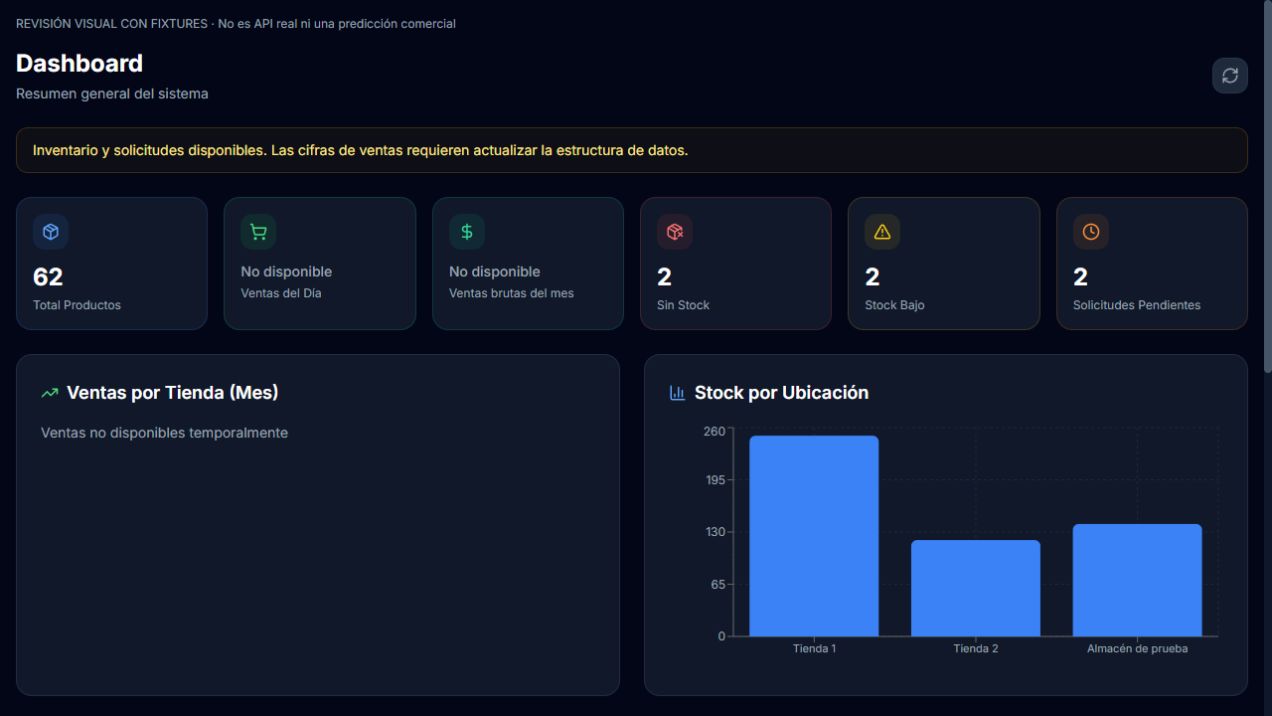 REVISIÓN VISUAL CON FIXTURES · No es API real ni una predicción comercial
Dashboard
Resumen general del sistema
Inventario y solicitudes disponibles. Las cifras de ventas requieren actualizar la estructura de datos.
62
Total Productos
No disponible
Ventas del Día
No disponible
Ventas brutas del mes
2
Sin Stock
2
Stock Bajo
2
Solicitudes Pendientes
Ventas por Tienda (Mes)
Ventas no disponibles temporalmente
Stock por Ubicación
260
195
130
65
0
Tienda 1
Tienda 2
Almacén de prueba